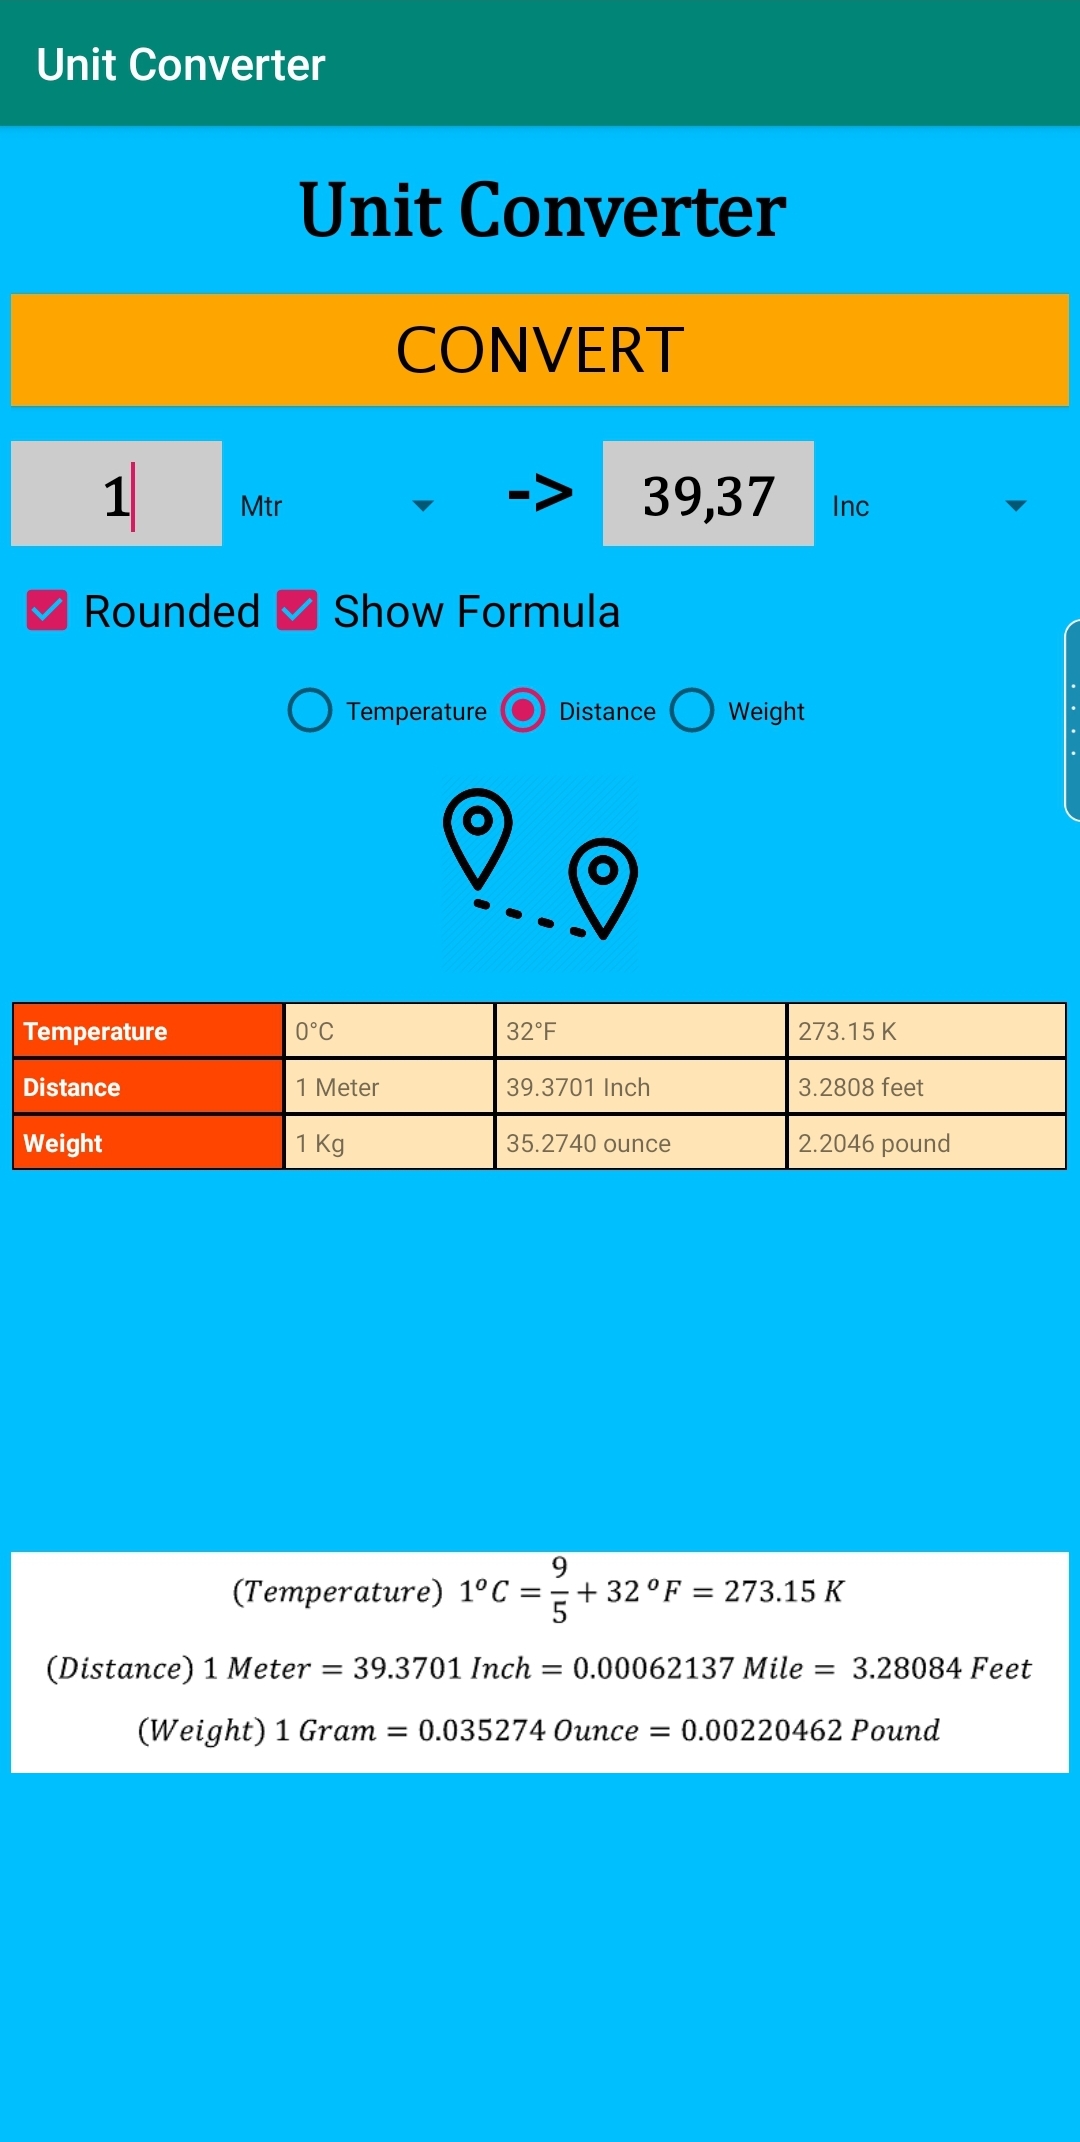 Unit Converter
Unit Converter
CONVERT
1 Mtr -> 39,37 Inc
Rounded Show Formula
Temperature Distance Weight
Temperature 0°C 32°F 273.15 K
Distance 1 Meter 39.3701 Inch 3.2808 feet
Weight 1 Kg 35.2740 ounce 2.2046 pound
(Temperature) 1°C = 9/5 + 32 °F = 273.15 K
(Distance) 1 Meter = 39.3701 Inch = 0.00062137 Mile = 3.28084 Feet
(Weight) 1 Gram = 0.035274 Ounce = 0.00220462 Pound